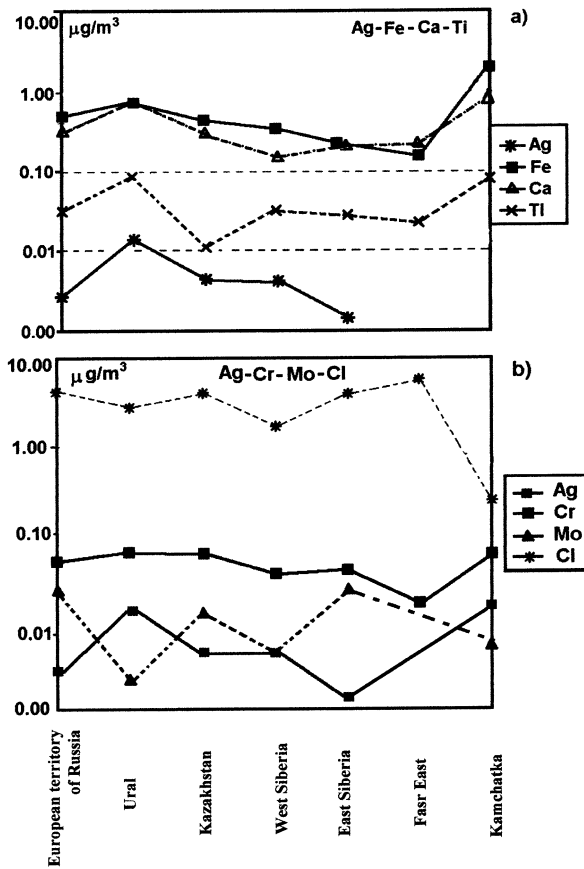 10.00
μg/m³
Ag-Fe-Ca-Ti
a)
1.00
0.10
0.01
0.00
Ag
Fe
Ca
TI
10.00
μg/m³
Ag-Cr-Mo-Cl
b)
1.00
0.10
0.01
0.00
Ag
Cr
Mo
Cl
European territory
of Russia
Ural
Kazakhstan
West Siberia
East Siberia
Fasr East
Kamchatka